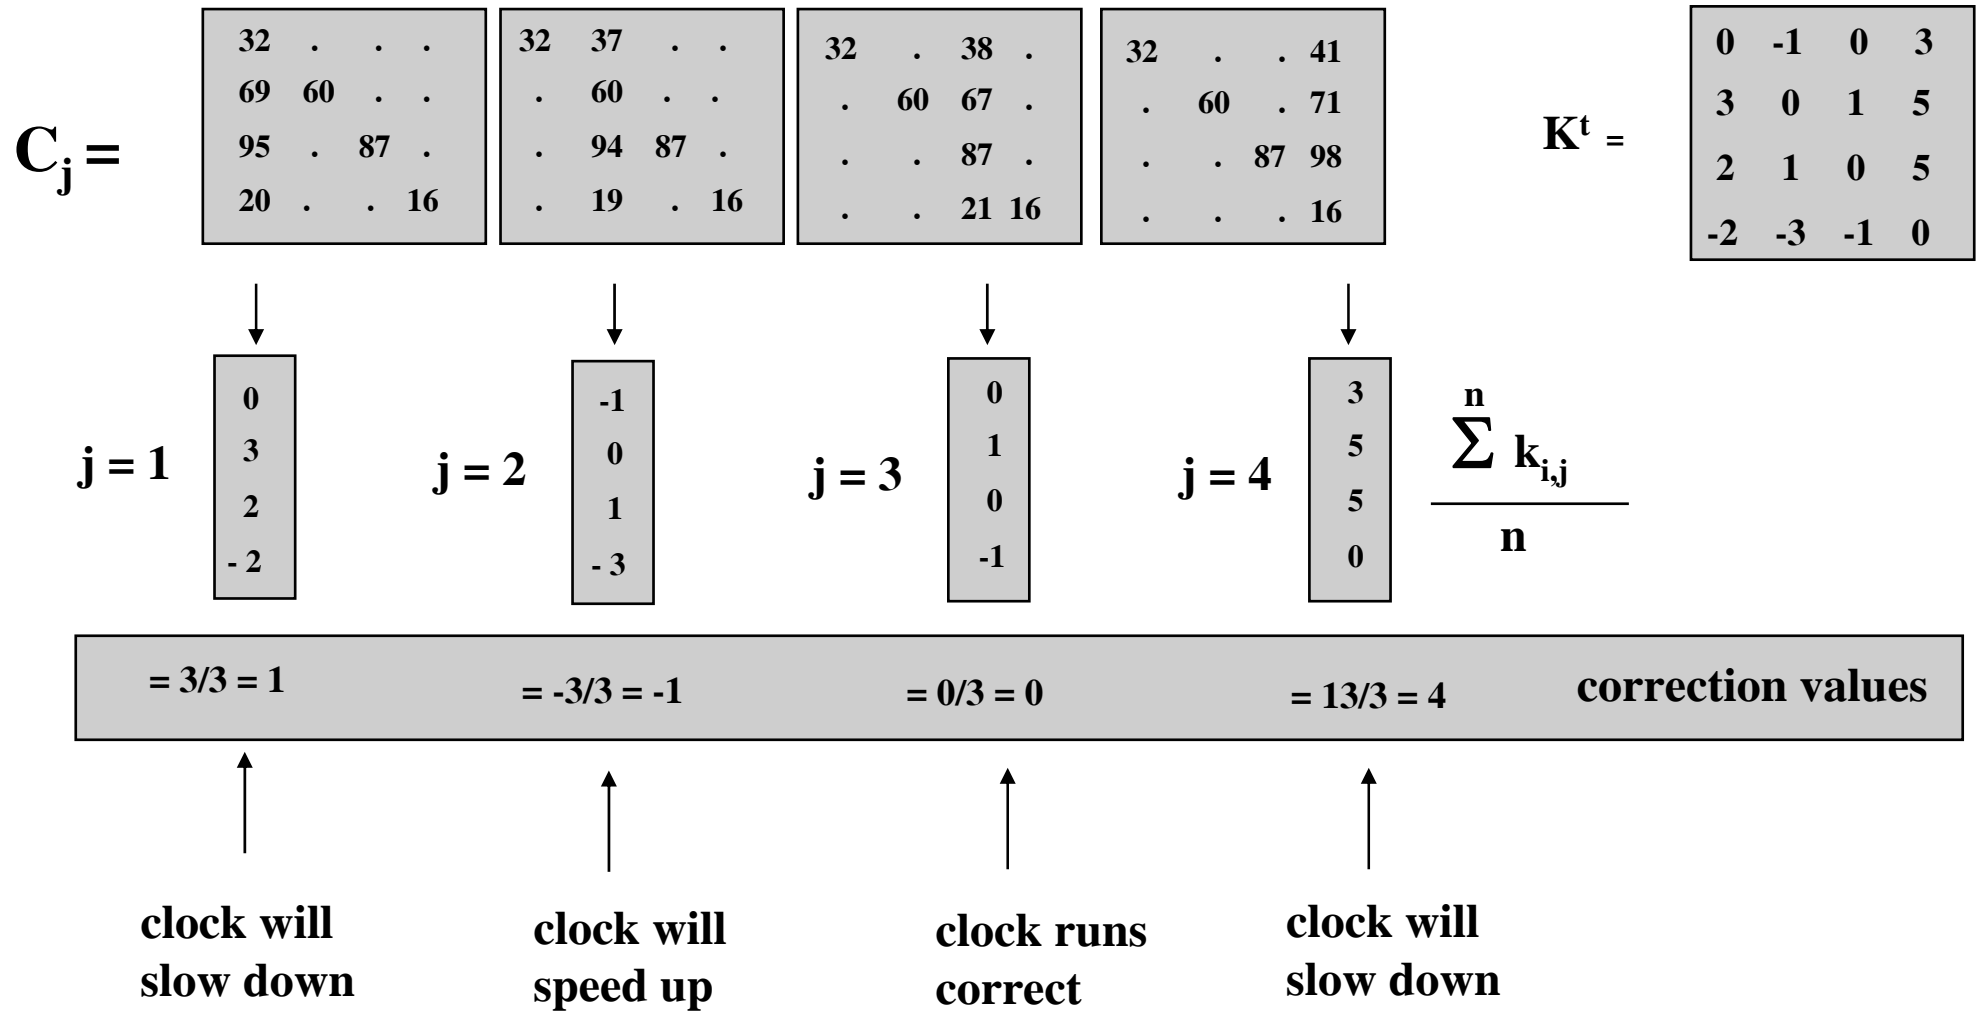 C_j =
32 . . .
69 60 . .
95 . 87 .
20 . . 16
32 37 . .
. 60 . .
. 94 87 .
. 19 . 16
32 . 38 .
. 60 67 .
. . 87 .
. . 21 16
32 . . 41
. 60 . 71
. . 87 98
. . . 16
K^t =
0 -1 0 3
3 0 1 5
2 1 0 5
-2 -3 -1 0
j = 1
0
3
2
- 2
j = 2
-1
0
1
- 3
j = 3
0
1
0
-1
j = 4
3
5
5
0
n
Σ k_i,j
n
= 3/3 = 1
= -3/3 = -1
= 0/3 = 0
= 13/3 = 4
correction values
clock will
slow down
clock will
speed up
clock runs
correct
clock will
slow down